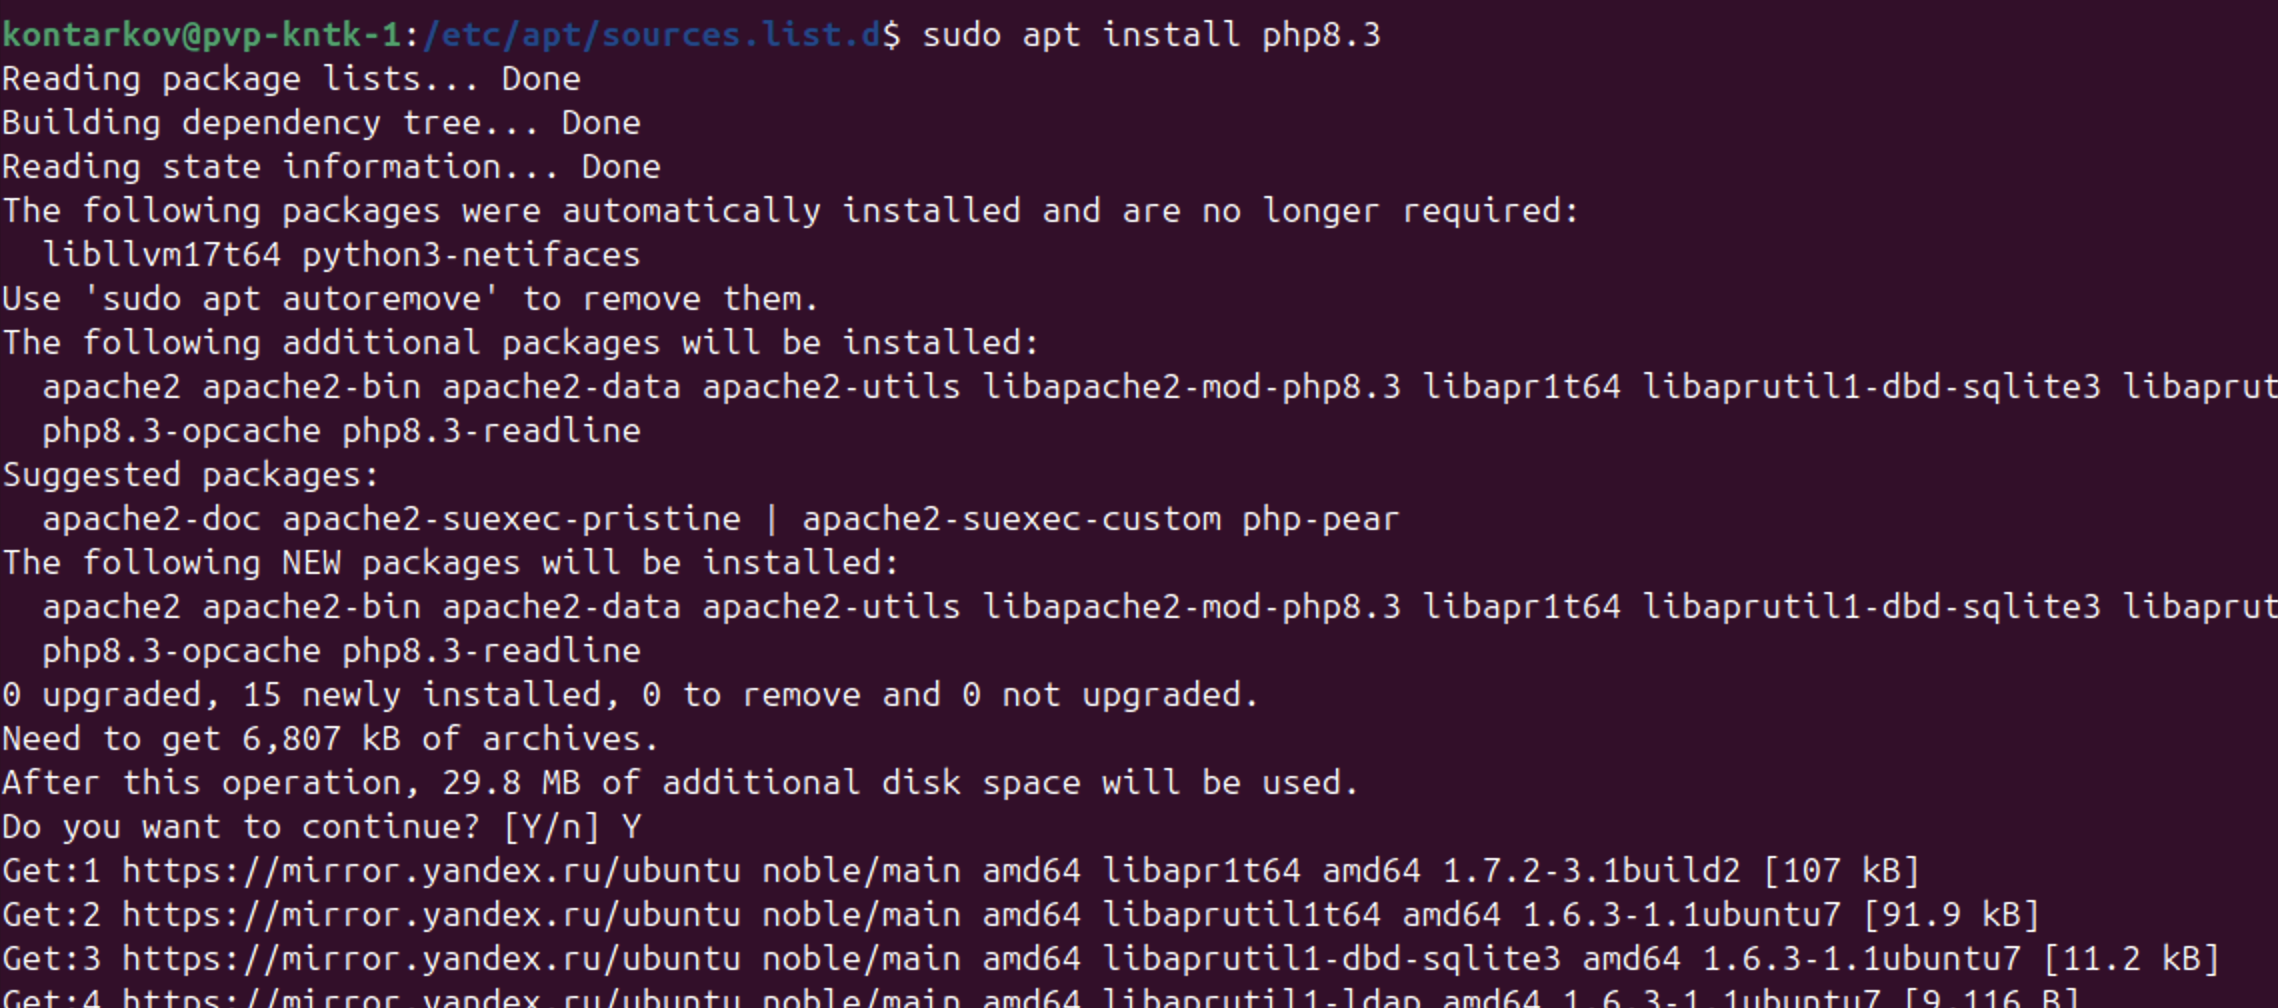 kontarkov@pvp-kntk-1:/etc/apt/sources.list.d$ sudo apt install php8.3
Reading package lists... Done
Building dependency tree... Done
Reading state information... Done
The following packages were automatically installed and are no longer required:
  libllvm17t64 python3-netifaces
Use 'sudo apt autoremove' to remove them.
The following additional packages will be installed:
  apache2 apache2-bin apache2-data apache2-utils libapache2-mod-php8.3 libapr1t64 libaprutil1-dbd-sqlite3 libaprut
  php8.3-opcache php8.3-readline
Suggested packages:
  apache2-doc apache2-suexec-pristine | apache2-suexec-custom php-pear
The following NEW packages will be installed:
  apache2 apache2-bin apache2-data apache2-utils libapache2-mod-php8.3 libapr1t64 libaprutil1-dbd-sqlite3 libaprut
  php8.3-opcache php8.3-readline
0 upgraded, 15 newly installed, 0 to remove and 0 not upgraded.
Need to get 6,807 kB of archives.
After this operation, 29.8 MB of additional disk space will be used.
Do you want to continue? [Y/n] Y
Get:1 https://mirror.yandex.ru/ubuntu noble/main amd64 libapr1t64 amd64 1.7.2-3.1build2 [107 kB]
Get:2 https://mirror.yandex.ru/ubuntu noble/main amd64 libaprutil1t64 amd64 1.6.3-1.1ubuntu7 [91.9 kB]
Get:3 https://mirror.yandex.ru/ubuntu noble/main amd64 libaprutil1-dbd-sqlite3 amd64 1.6.3-1.1ubuntu7 [11.2 kB]
Get:4 https://mirror.yandex.ru/ubuntu noble/main amd64 libaprutil1-ldap amd64 1.6.3-1.1ubuntu7 [9,116 B]